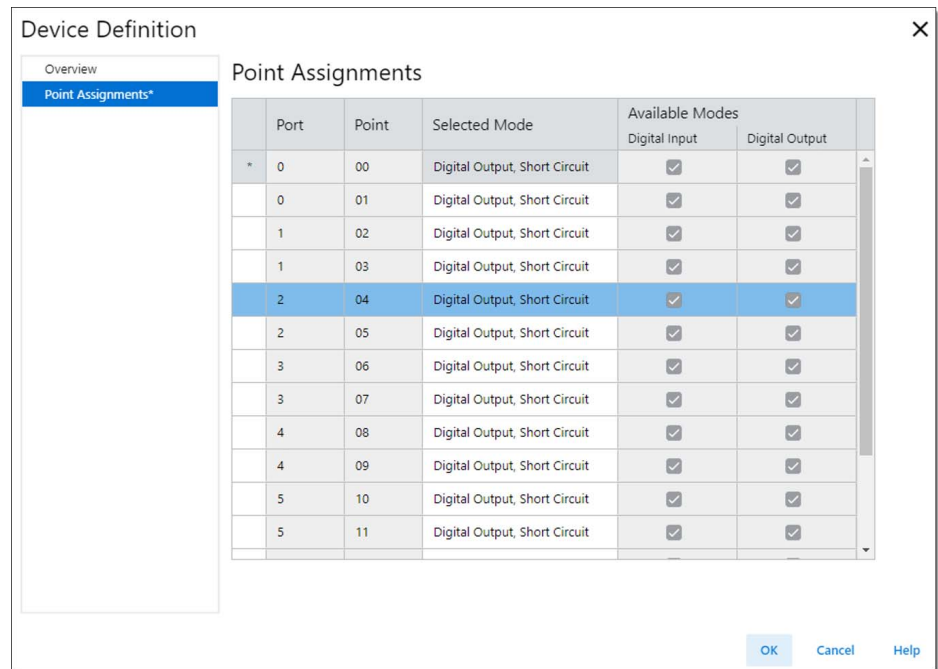 Device Definition
Overview
Point Assignments*
Point Assignments
Port Point Selected Mode Available Modes
Digital Input Digital Output
* 0 00 Digital Output, Short Circuit
0 01 Digital Output, Short Circuit
1 02 Digital Output, Short Circuit
1 03 Digital Output, Short Circuit
2 04 Digital Output, Short Circuit
2 05 Digital Output, Short Circuit
3 06 Digital Output, Short Circuit
3 07 Digital Output, Short Circuit
4 08 Digital Output, Short Circuit
4 09 Digital Output, Short Circuit
5 10 Digital Output, Short Circuit
5 11 Digital Output, Short Circuit
OK Cancel Help